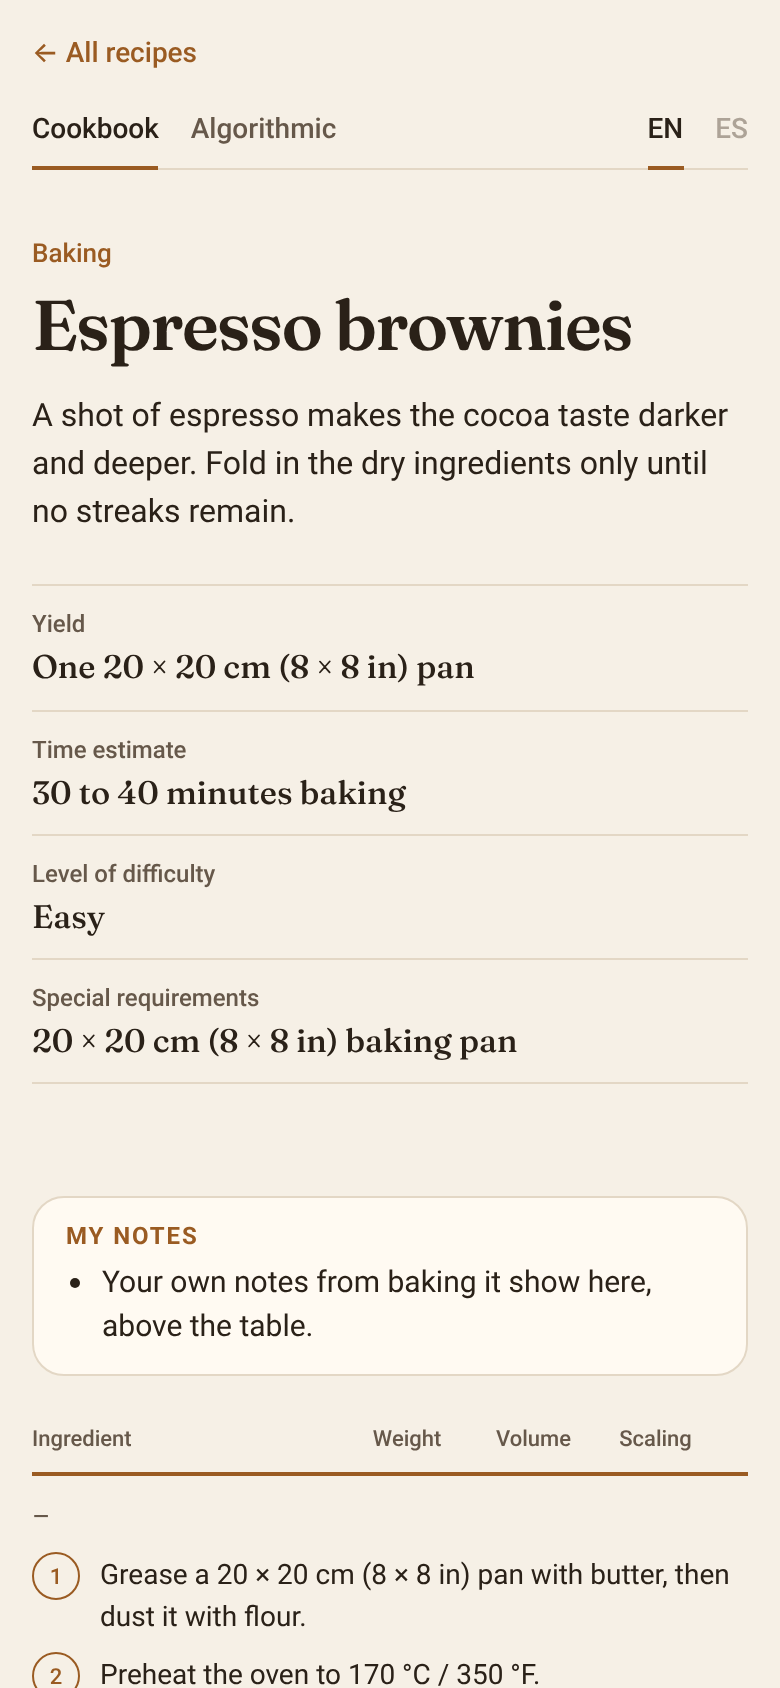 ← All recipes
Cookbook Algorithmic EN ES
Baking
Espresso brownies
A shot of espresso makes the cocoa taste darker
and deeper. Fold in the dry ingredients only until
no streaks remain.
Yield
One 20 × 20 cm (8 × 8 in) pan
Time estimate
30 to 40 minutes baking
Level of difficulty
Easy
Special requirements
20 × 20 cm (8 × 8 in) baking pan
MY NOTES
• Your own notes from baking it show here,
above the table.
Ingredient Weight Volume Scaling
–
1 Grease a 20 × 20 cm (8 × 8 in) pan with butter, then
dust it with flour.
2 Preheat the oven to 170 °C / 350 °F.